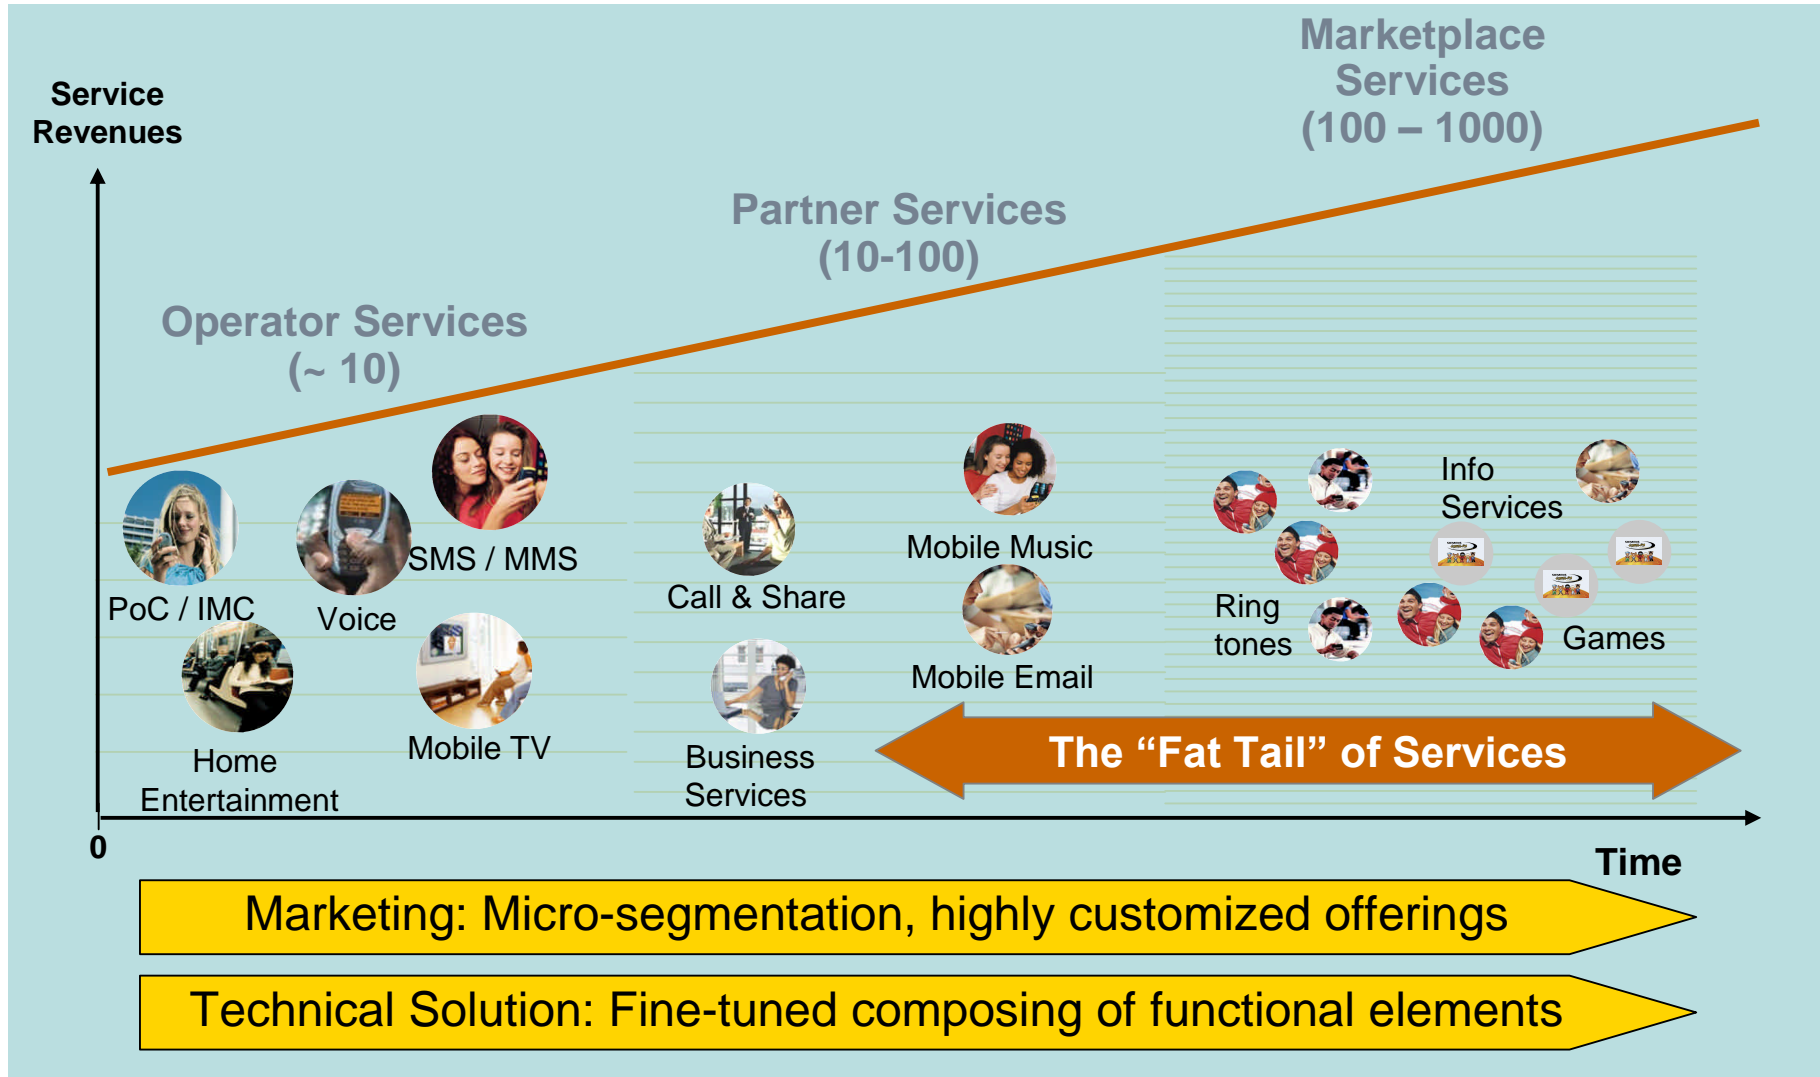 Marketplace
Services
(100 – 1000)
Service
Revenues
Partner Services
(10-100)
Operator Services
(~ 10)
Info
Services
SMS / MMS
Mobile Music
PoC / IMC
Voice
Call & Share
Ring
tones
Games
Mobile Email
Home
Entertainment
Mobile TV
Business
Services
The “Fat Tail” of Services
0
Time
Marketing: Micro-segmentation, highly customized offerings
Technical Solution: Fine-tuned composing of functional elements